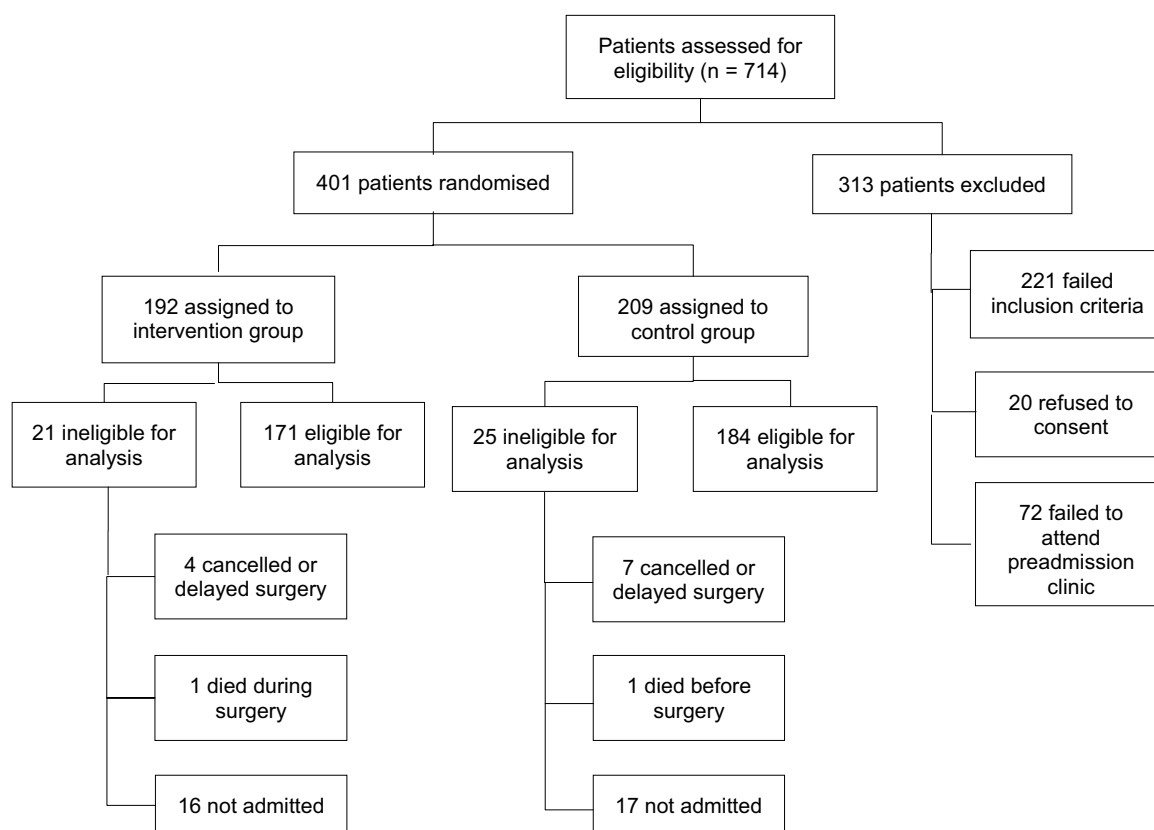 Patients assessed for
eligibility (n = 714)
401 patients randomised
313 patients excluded
192 assigned to
intervention group
209 assigned to
control group
221 failed
inclusion criteria
21 ineligible for
analysis
171 eligible for
analysis
25 ineligible for
analysis
184 eligible for
analysis
20 refused to
consent
72 failed to
attend
preadmission
clinic
4 cancelled or
delayed surgery
7 cancelled or
delayed surgery
1 died during
surgery
1 died before
surgery
16 not admitted
17 not admitted